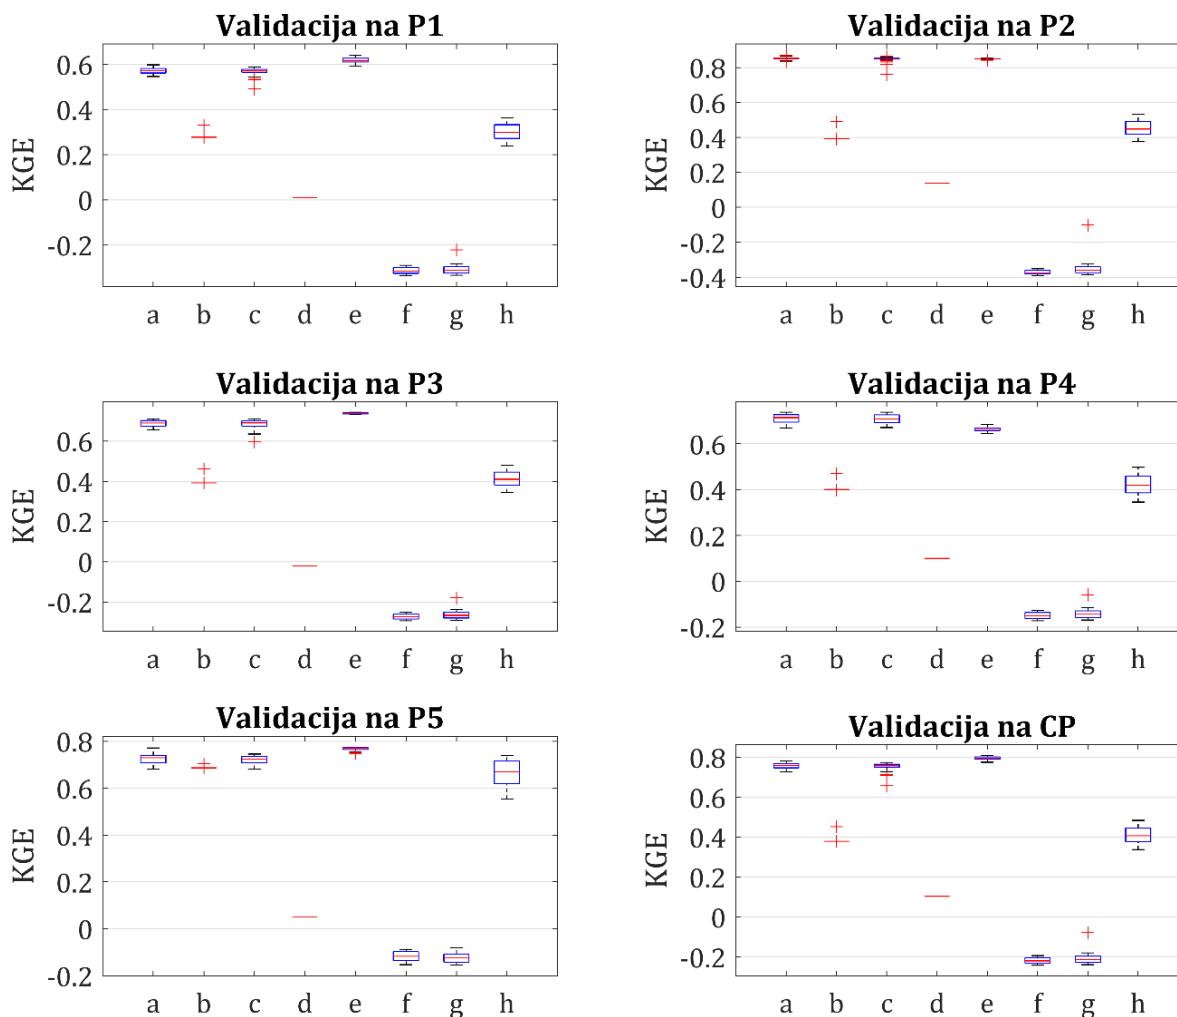 Validacija na P1
KGE
0.6
0.4
0.2
0
-0.2
a b c d e f g h
Validacija na P2
KGE
0.8
0.6
0.4
0.2
0
-0.2
-0.4
a b c d e f g h
Validacija na P3
KGE
0.6
0.4
0.2
0
-0.2
a b c d e f g h
Validacija na P4
KGE
0.6
0.4
0.2
0
-0.2
a b c d e f g h
Validacija na P5
KGE
0.8
0.6
0.4
0.2
0
-0.2
a b c d e f g h
Validacija na CP
KGE
0.8
0.6
0.4
0.2
0
-0.2
a b c d e f g h